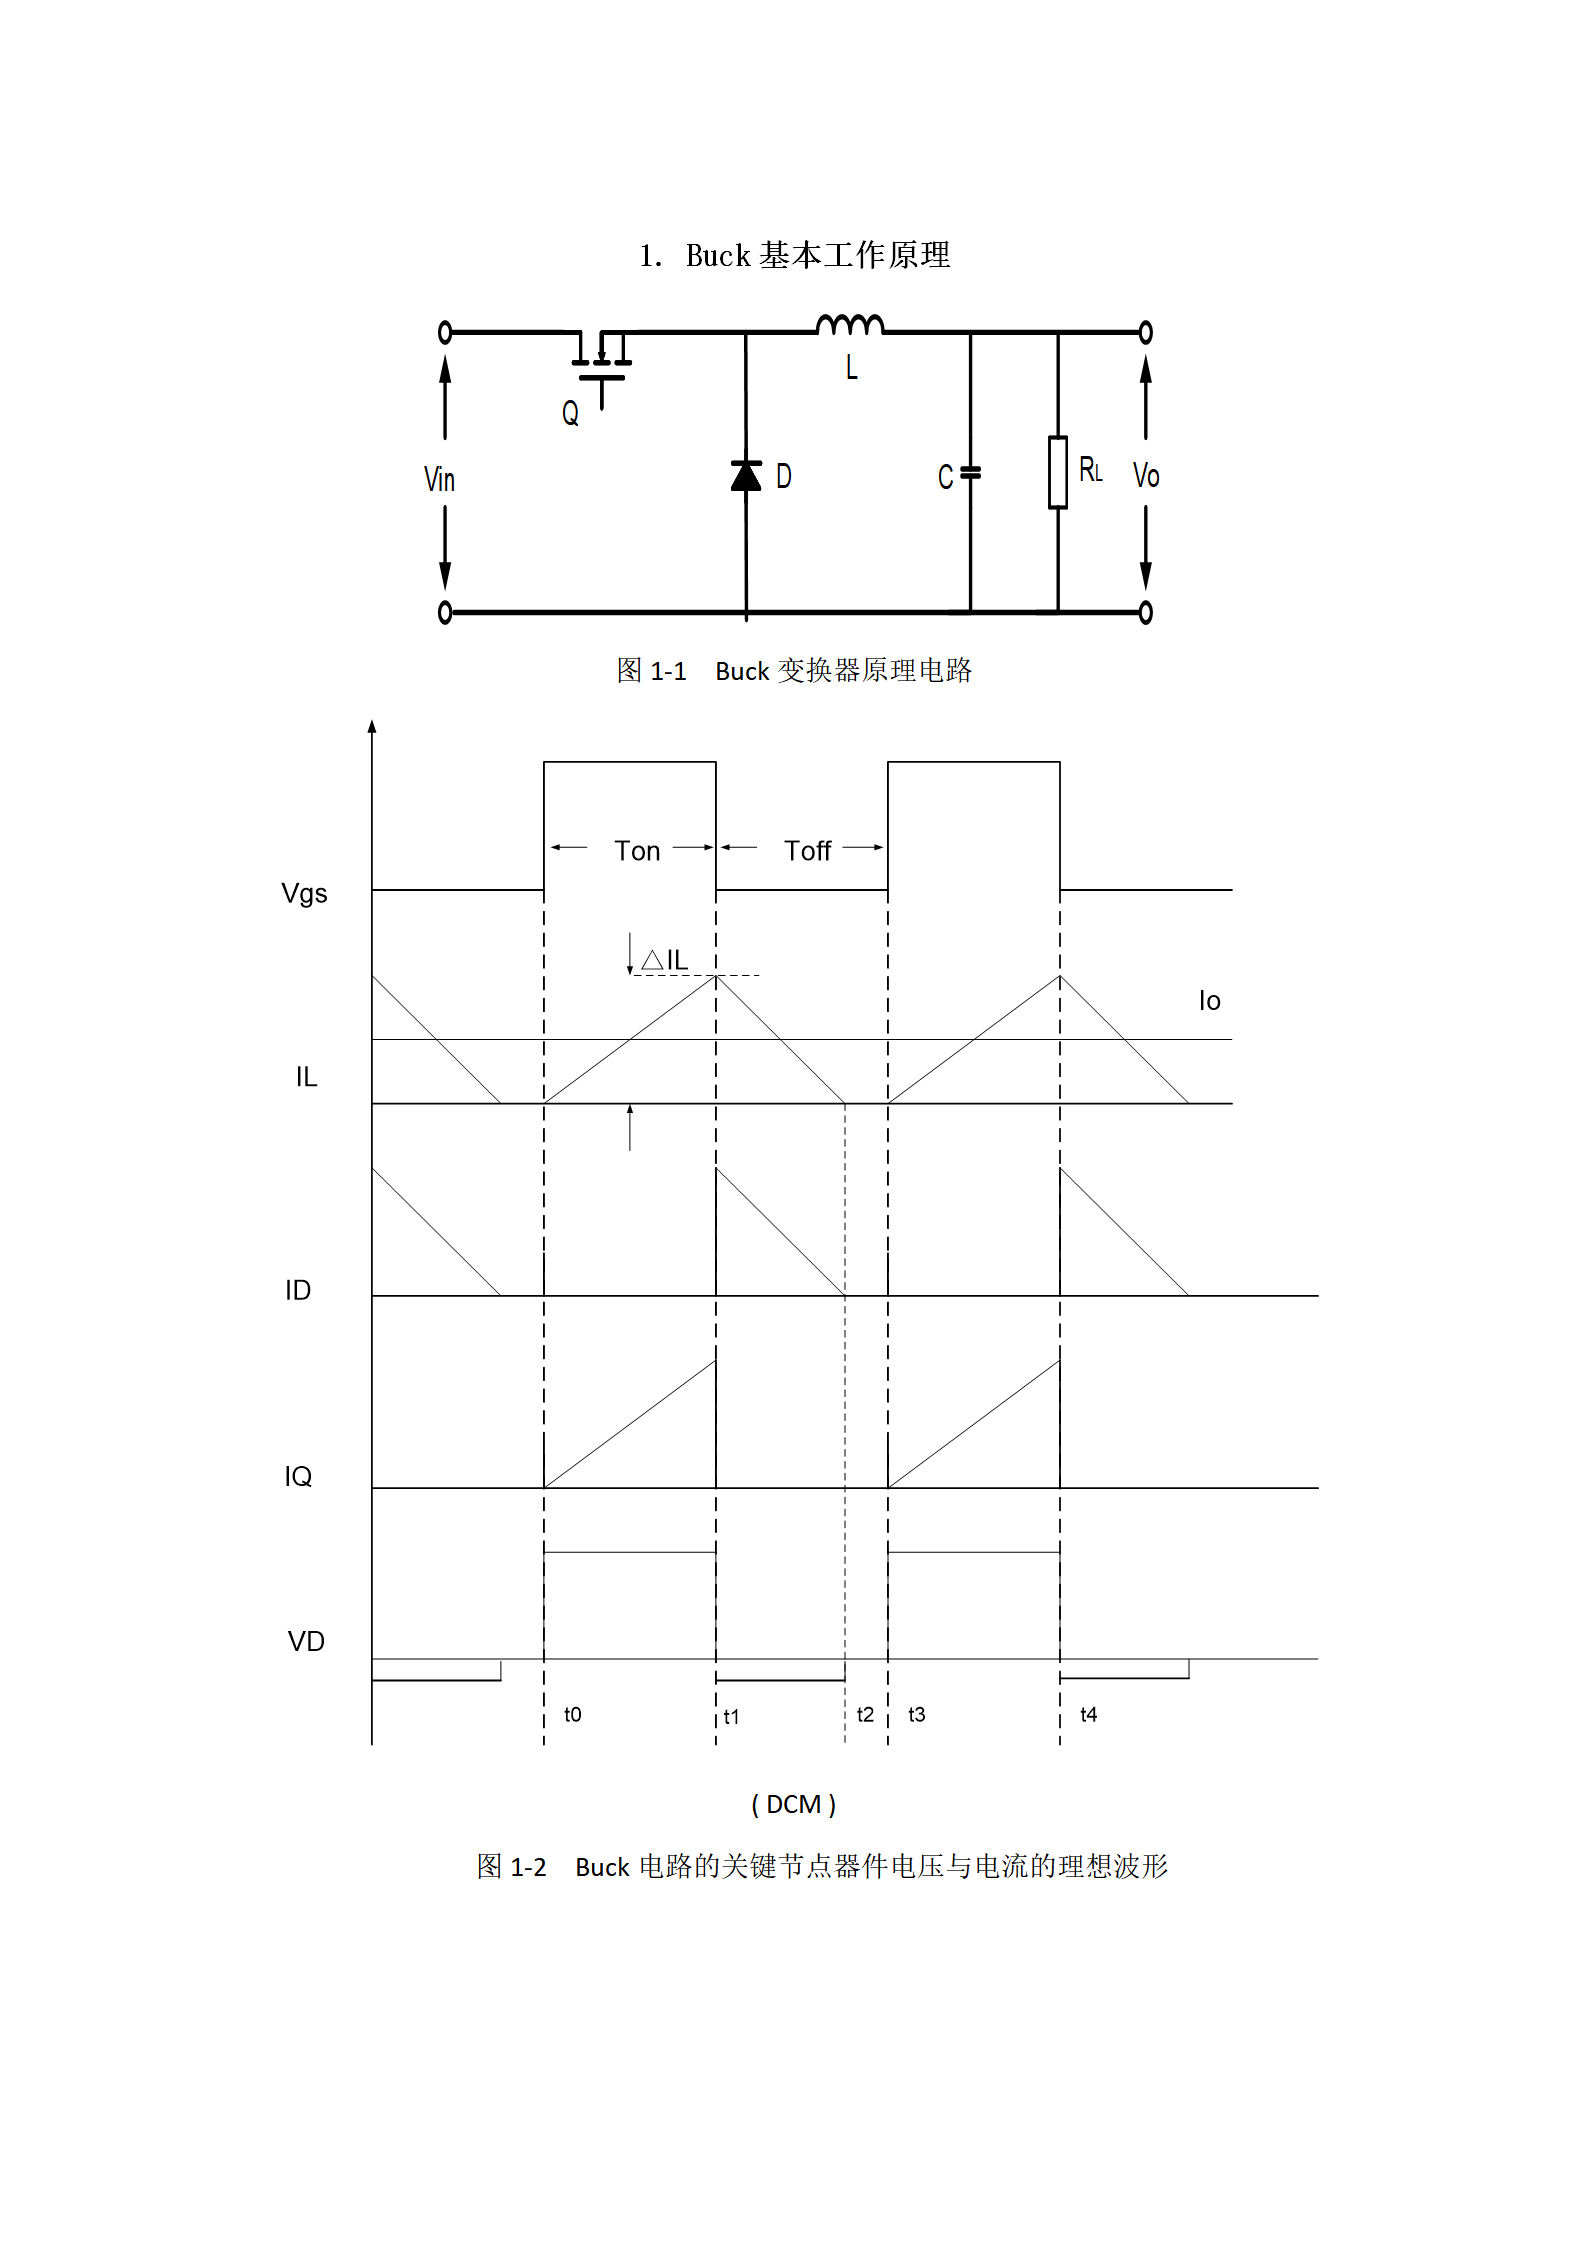 1. Buck 基本工作原理
L
Q
Vin
D
C
RL
Vo
图 1-1 Buck 变换器原理电路
Ton
Toff
Vgs
△IL
Io
IL
ID
IQ
VD
t0
t1
t2
t3
t4
( DCM )
图 1-2 Buck 电路的关键节点器件电压与电流的理想波形